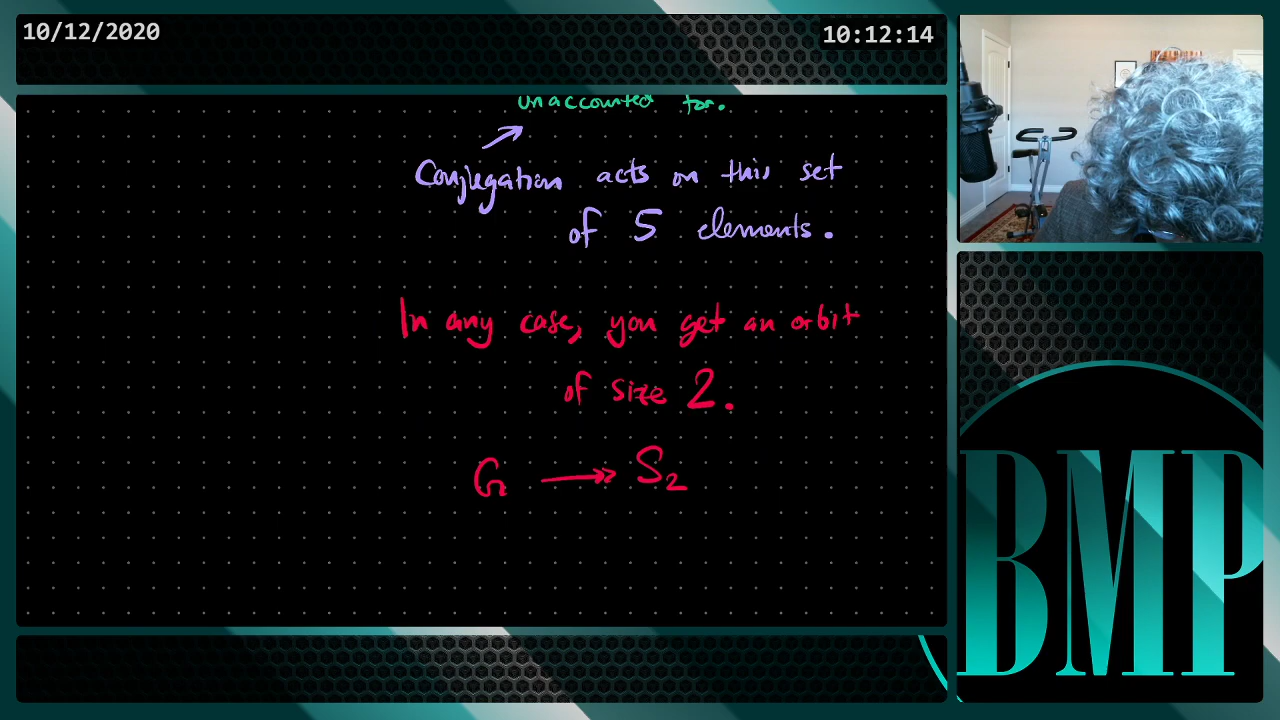 10/12/2020
10:12:14
unaccounted for.
Conjugation acts on this set
of 5 elements.
In any case, you get an orbit
of size 2.
G ↠ S₂
BMP